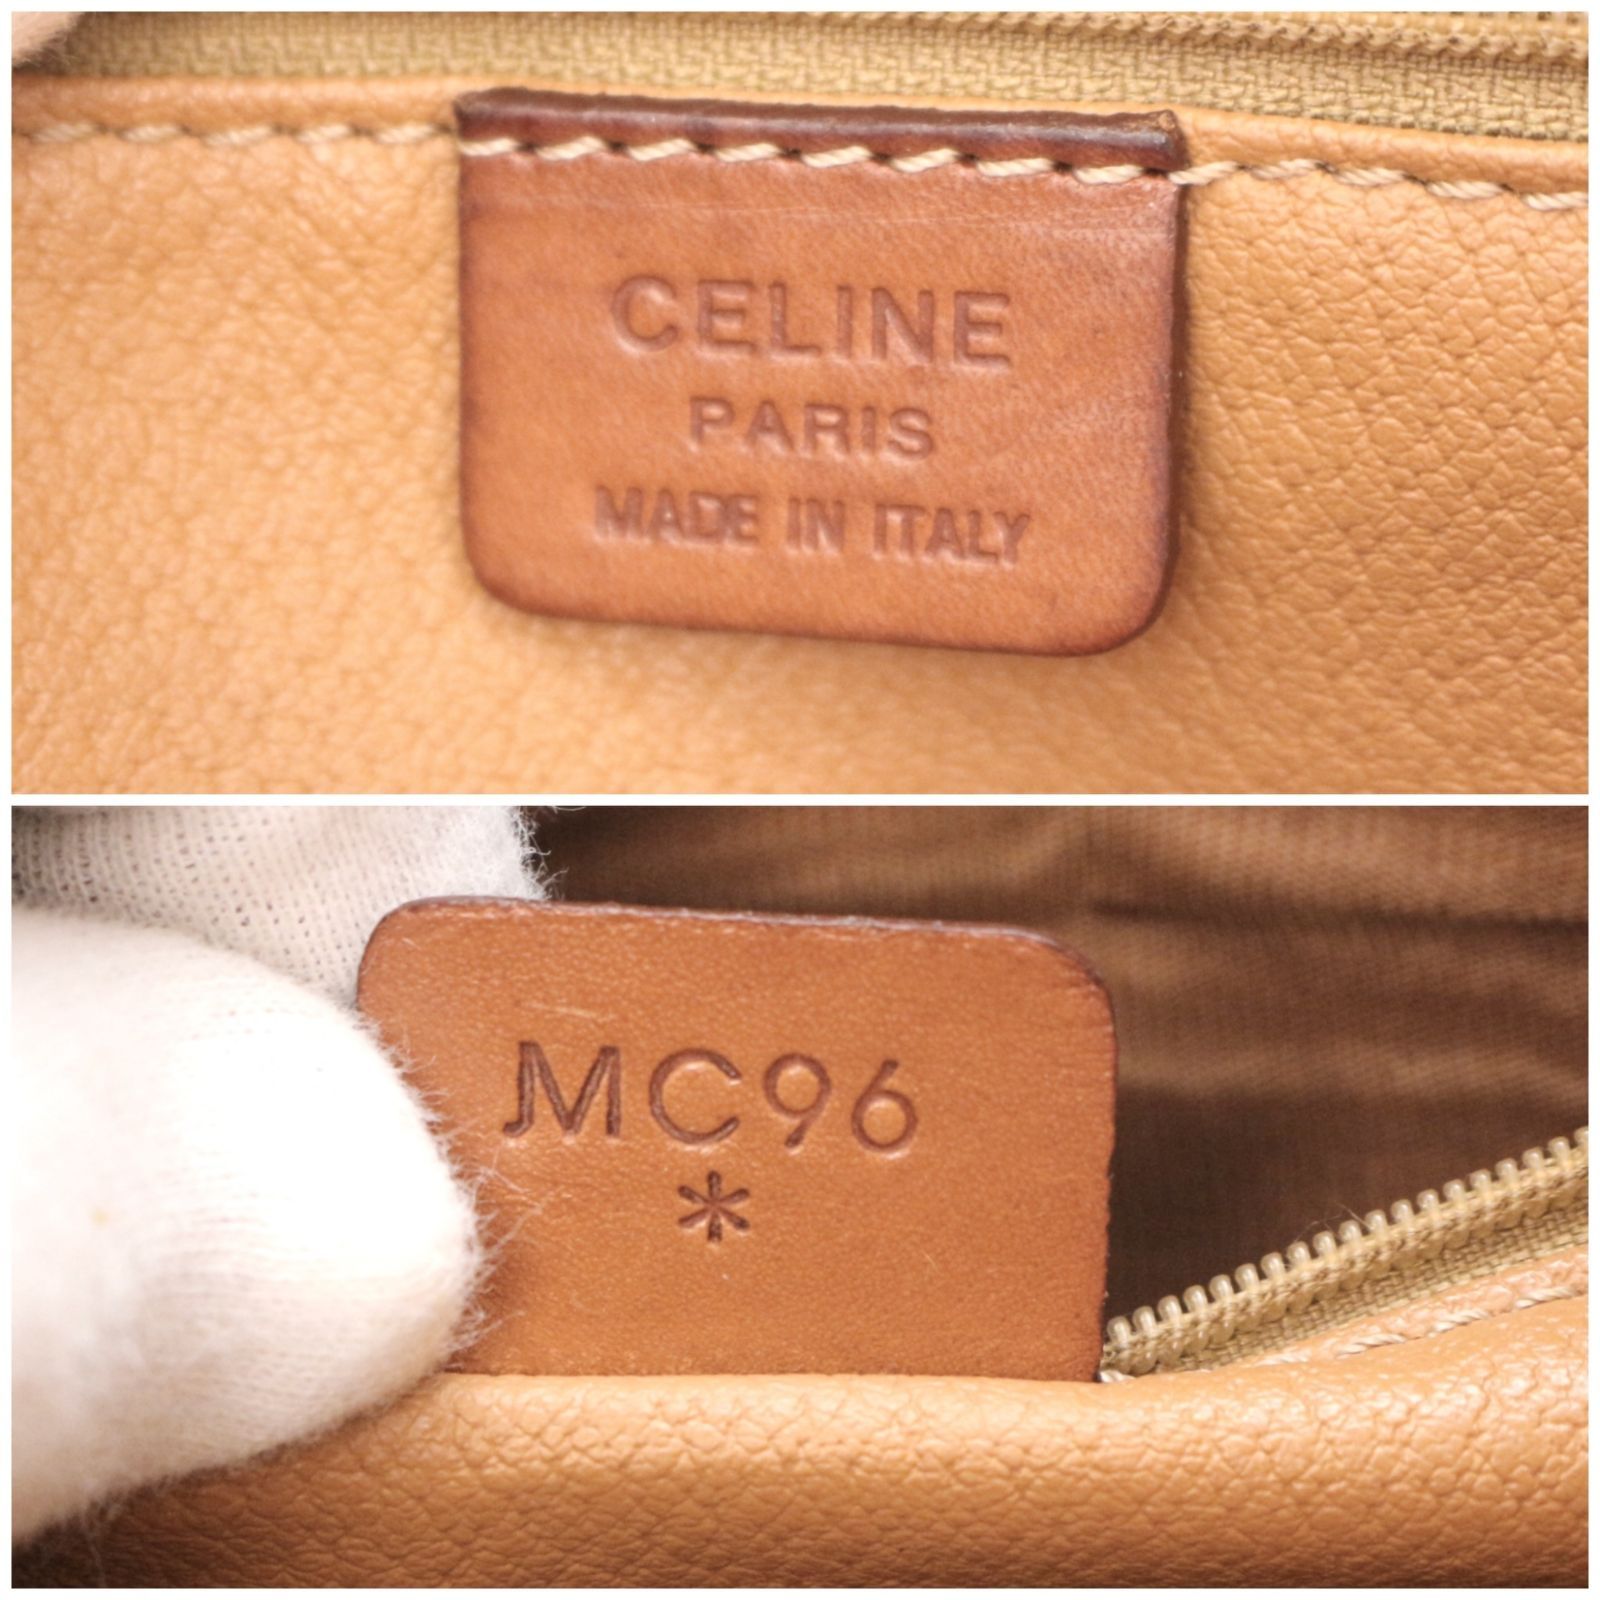 CELINE
PARIS
MADE IN ITALY
MC96
*